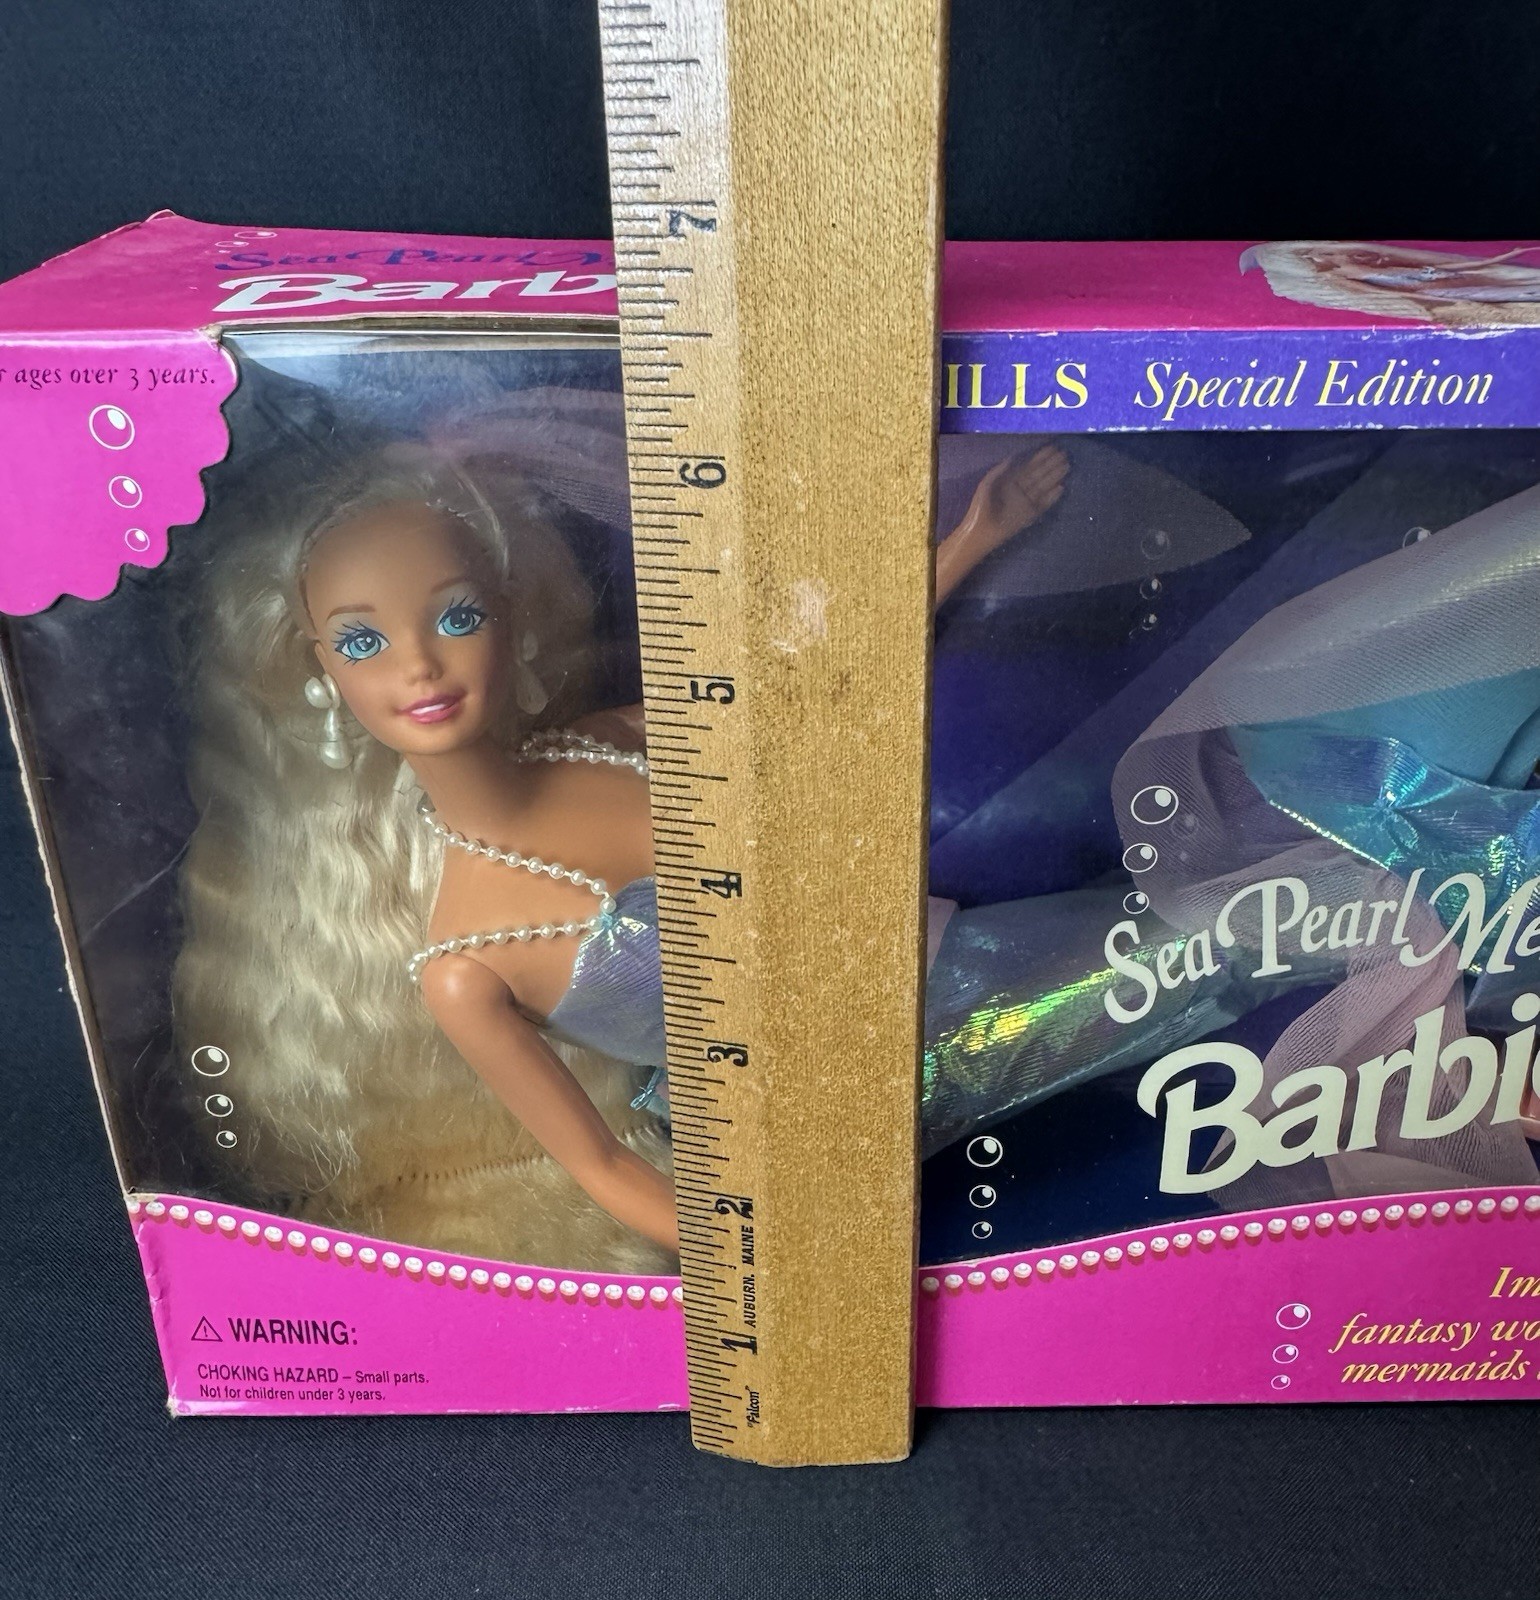 Sea Pearl
Barb
r ages over 3 years.
ILLS Special Edition
7
6
5
4
3
2
1
AUBURN, MAINE
"Falcon"
Sea Pearl Me
Barbi
⚠ WARNING:
CHOKING HAZARD – Small parts.
Not for children under 3 years.
Im
fantasy wo
mermaids